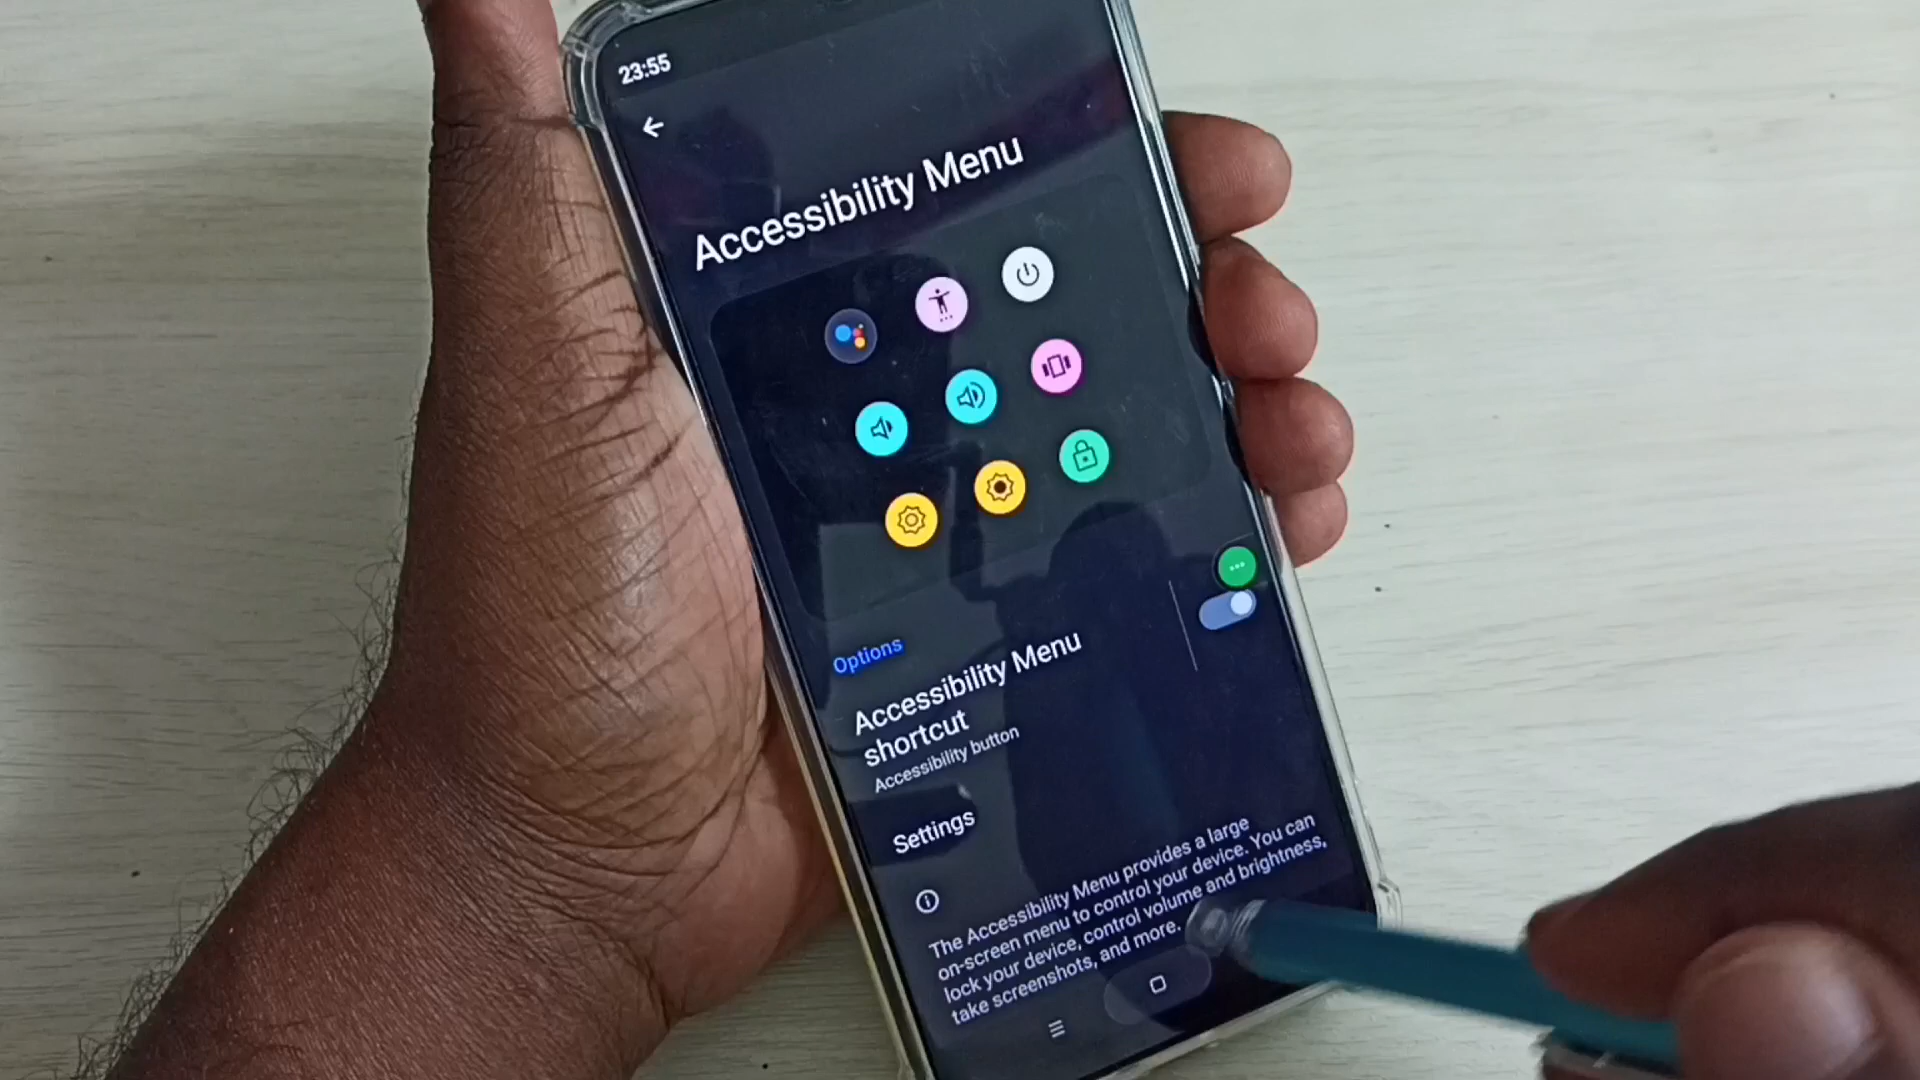 23:55
Accessibility Menu
Options
Accessibility Menu
shortcut
Accessibility button
Settings
The Accessibility Menu provides a large
on-screen menu to control your device. You can
lock your device, control volume and brightness,
take screenshots, and more.